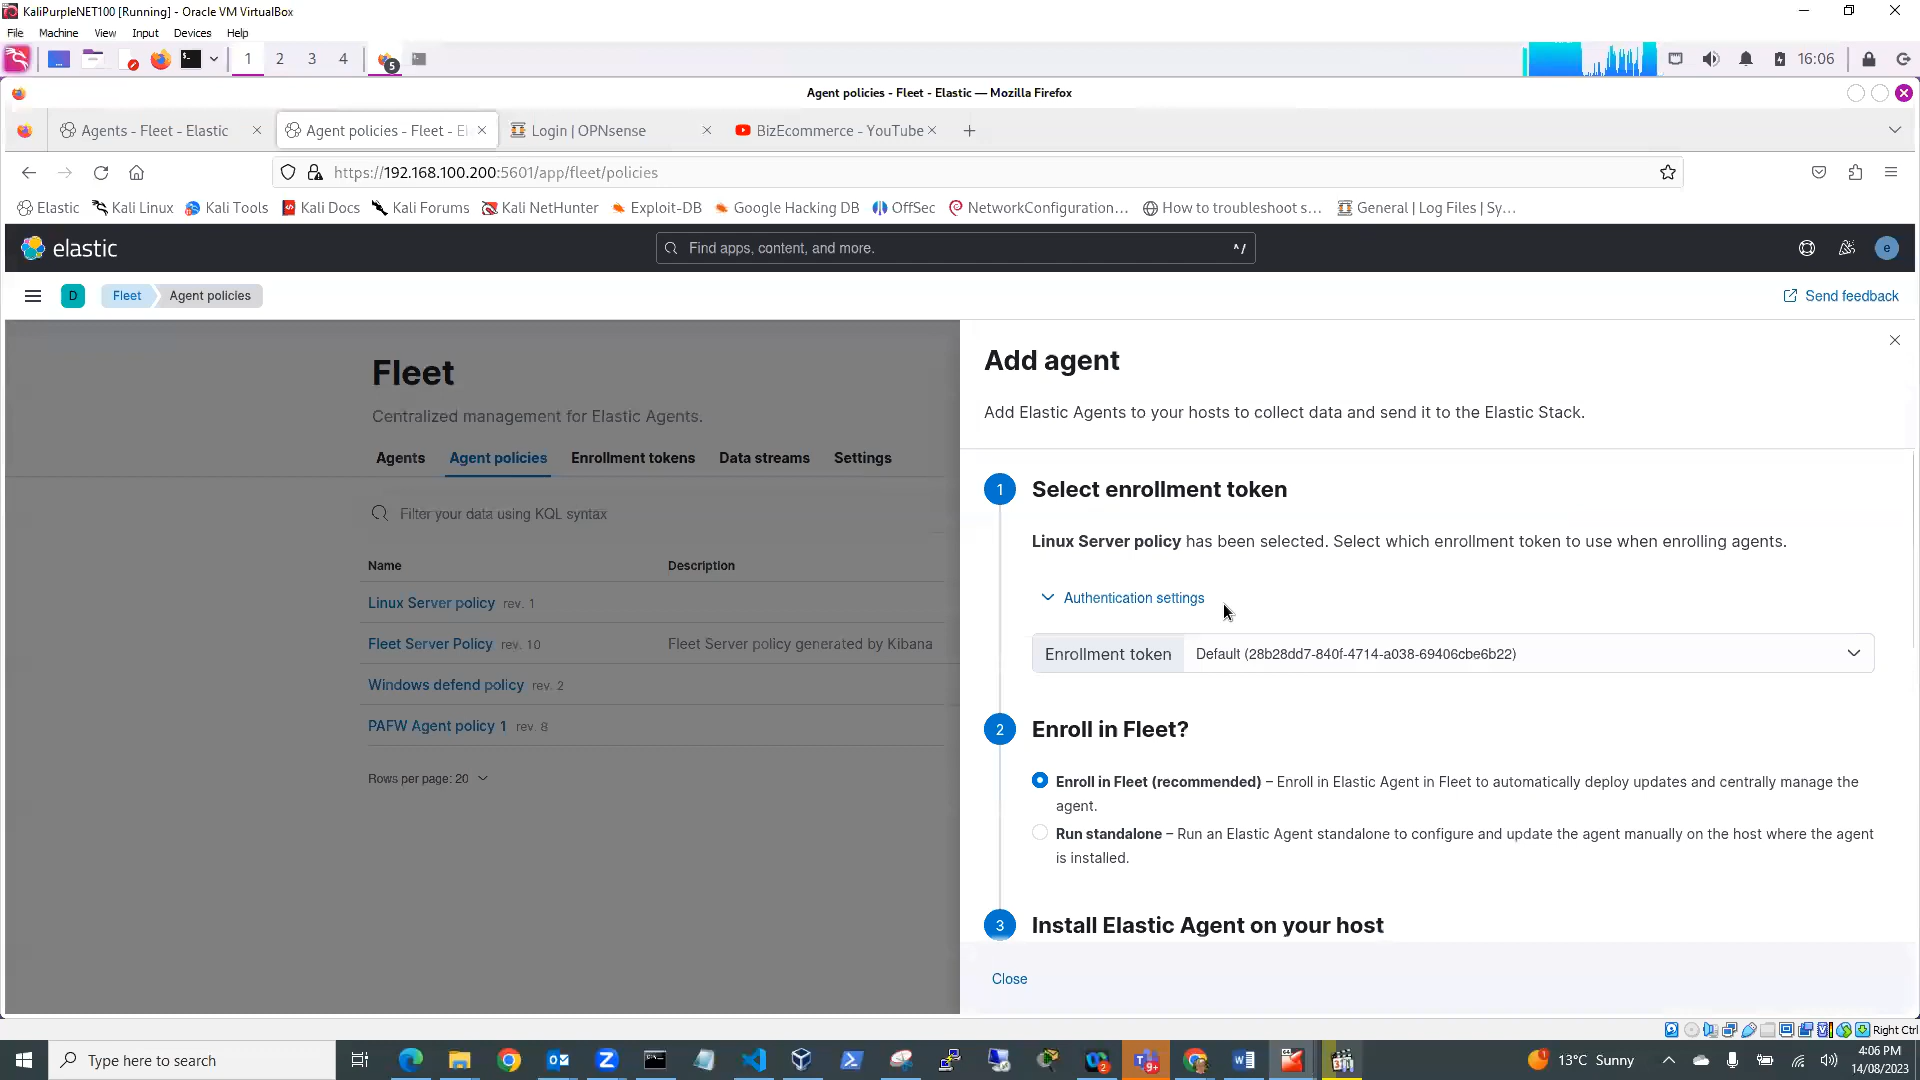 KaliPurpleNET100 [Running] - Oracle VM VirtualBox
File Machine View Input Devices Help
1 2 3 4 5 16:06
Agent policies - Fleet - Elastic — Mozilla Firefox
Agents - Fleet - Elastic
Agent policies - Fleet - El
Login | OPNsense
BizEcommerce - YouTube
https://192.168.100.200:5601/app/fleet/policies
Elastic Kali Linux Kali Tools Kali Docs Kali Forums Kali NetHunter Exploit-DB Google Hacking DB OffSec NetworkConfiguration... How to troubleshoot s... General | Log Files | Sy...
elastic
Find apps, content, and more. ^/
e
D Fleet Agent policies
Send feedback
Fleet
Centralized management for Elastic Agents.
Agents Agent policies Enrollment tokens Data streams Settings
Filter your data using KQL syntax
Name Description
Linux Server policy rev. 1
Fleet Server Policy rev. 10 Fleet Server policy generated by Kibana
Windows defend policy rev. 2
PAFW Agent policy 1 rev. 8
Rows per page: 20
Add agent
Add Elastic Agents to your hosts to collect data and send it to the Elastic Stack.
1 Select enrollment token
Linux Server policy has been selected. Select which enrollment token to use when enrolling agents.
Authentication settings
Enrollment token Default (28b28dd7-840f-4714-a038-69406cbe6b22)
2 Enroll in Fleet?
Enroll in Fleet (recommended) – Enroll in Elastic Agent in Fleet to automatically deploy updates and centrally manage the
agent.
Run standalone – Run an Elastic Agent standalone to configure and update the agent manually on the host where the agent
is installed.
3 Install Elastic Agent on your host
Close
Right Ctrl
Type here to search
2
9+
13°C Sunny
4:06 PM
14/08/2023